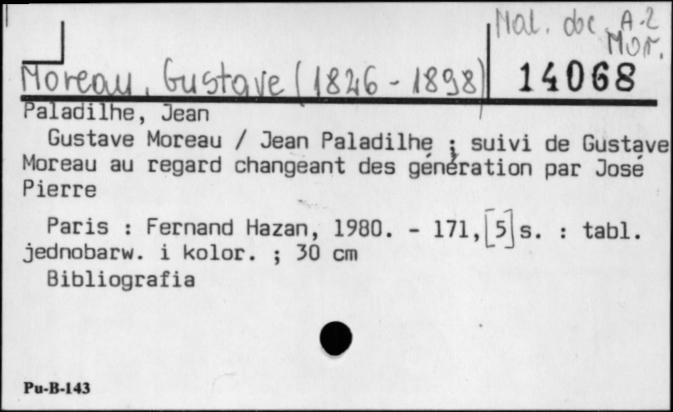 Mal. doc A-2
Mor.
Moreau, Gustave (1826-1898) 14068
Paladilhe, Jean
Gustave Moreau / Jean Paladilhe ; suivi de Gustave
Moreau au regard changeant des génération par José
Pierre
Paris : Fernand Hazan, 1980. - 171, [5] s. : tabl.
jednobarw. i kolor. ; 30 cm
Bibliografia
Pu-B-143